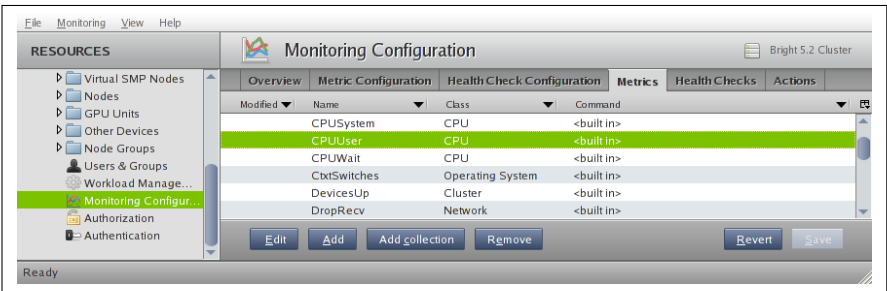 File Monitoring View Help
RESOURCES
Monitoring Configuration
Bright 5.2 Cluster
Virtual SMP Nodes
Nodes
GPU Units
Other Devices
Node Groups
Users & Groups
Workload Manage...
Monitoring Configur...
Authorization
Authentication
Overview Metric Configuration Health Check Configuration Metrics Health Checks Actions
Modified Name Class Command
CPUSystem CPU <built in>
CPUUser CPU <built in>
CPUWait CPU <built in>
CtxtSwitches Operating System <built in>
DevicesUp Cluster <built in>
DropRecv Network <built in>
Edit Add Add collection Remove Revert Save
Ready